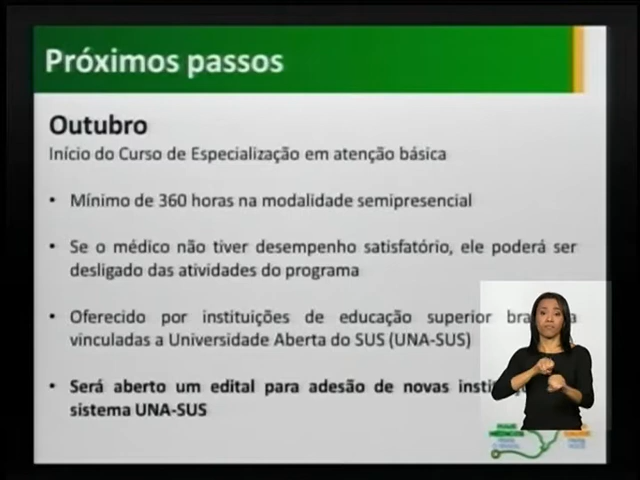 Próximos passos
Outubro
Início do Curso de Especialização em atenção básica
• Mínimo de 360 horas na modalidade semipresencial
• Se o médico não tiver desempenho satisfatório, ele poderá ser
desligado das atividades do programa
• Oferecido por instituições de educação superior
vinculadas a Universidade Aberta do SUS (UNA-SUS)
• Será aberto um edital para adesão de novas
sistema UNA-SUS
MAIS
MÉDICOS